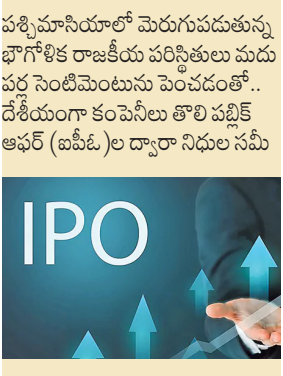 పశ్చిమాసియాలో మెరుగుపడుతున్న
భౌగోళిక రాజకీయ పరిస్థితులు మదు
పర్ల సెంటిమెంటును పెంచడంతో..
దేశీయంగా కంపెనీలు తొలి పబ్లిక్
ఆఫర్ (ఐపీఓ)ల ద్వారా నిధుల సమీ
IPO